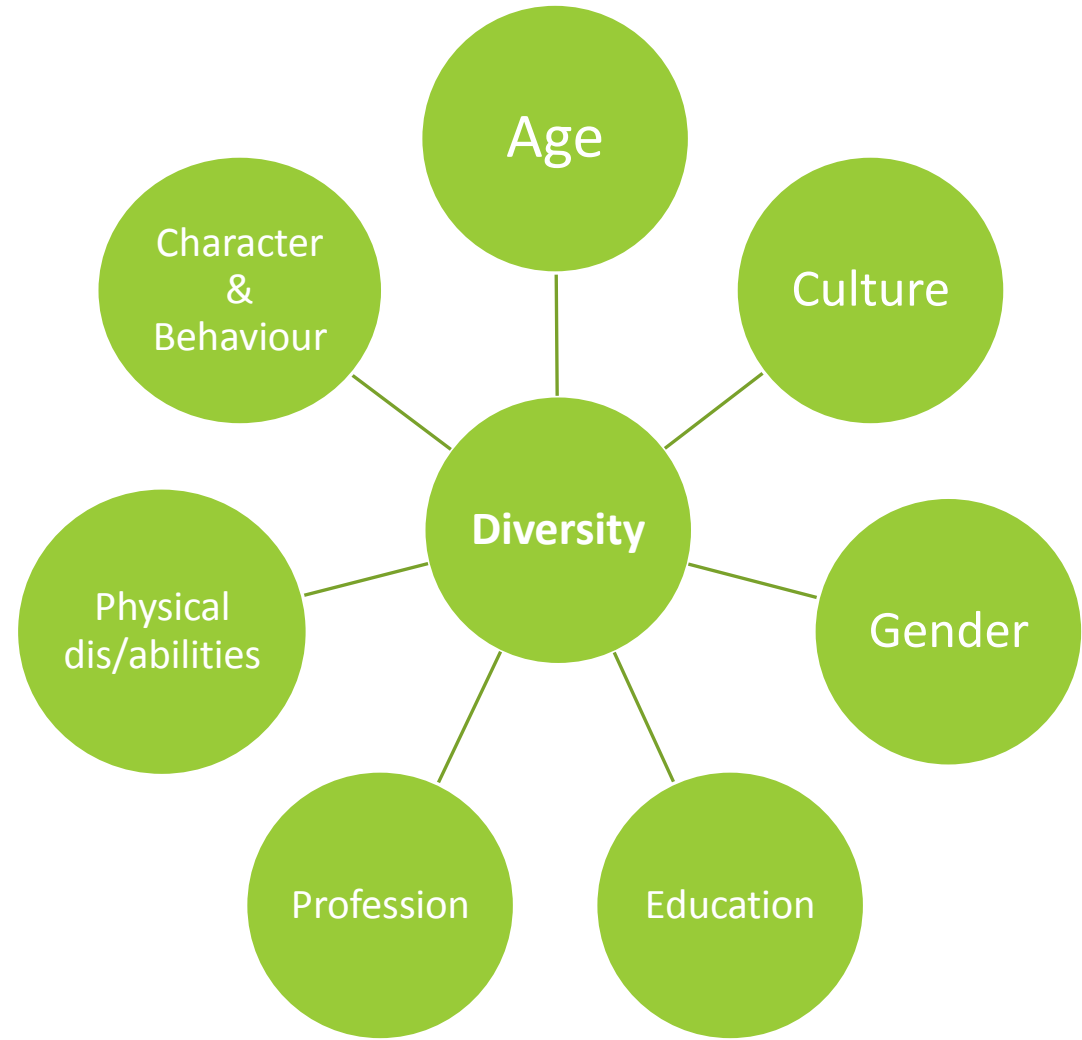 Age
Culture
Gender
Education
Profession
Physical
dis/abilities
Character
&
Behaviour
Diversity